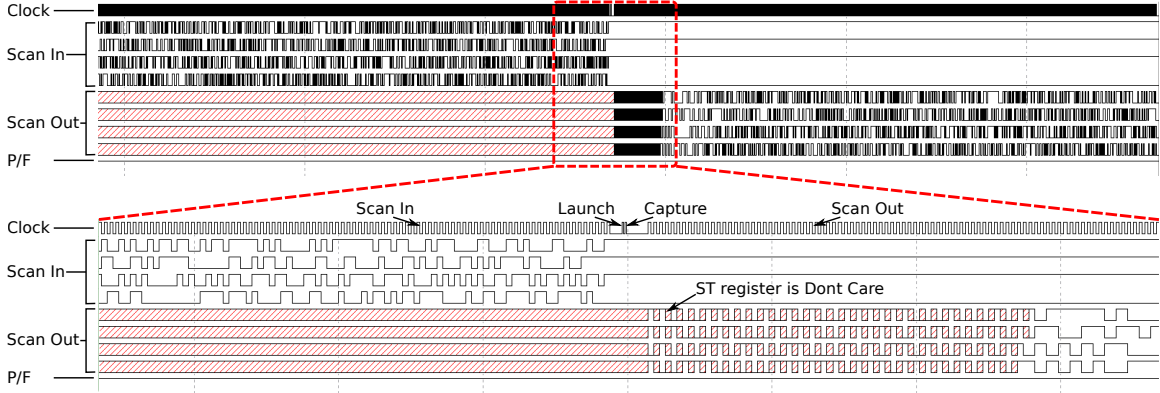 Clock
Scan In
Scan Out
P/F
Scan In Launch Capture Scan Out
Clock
Scan In
ST register is Dont Care
Scan Out
P/F